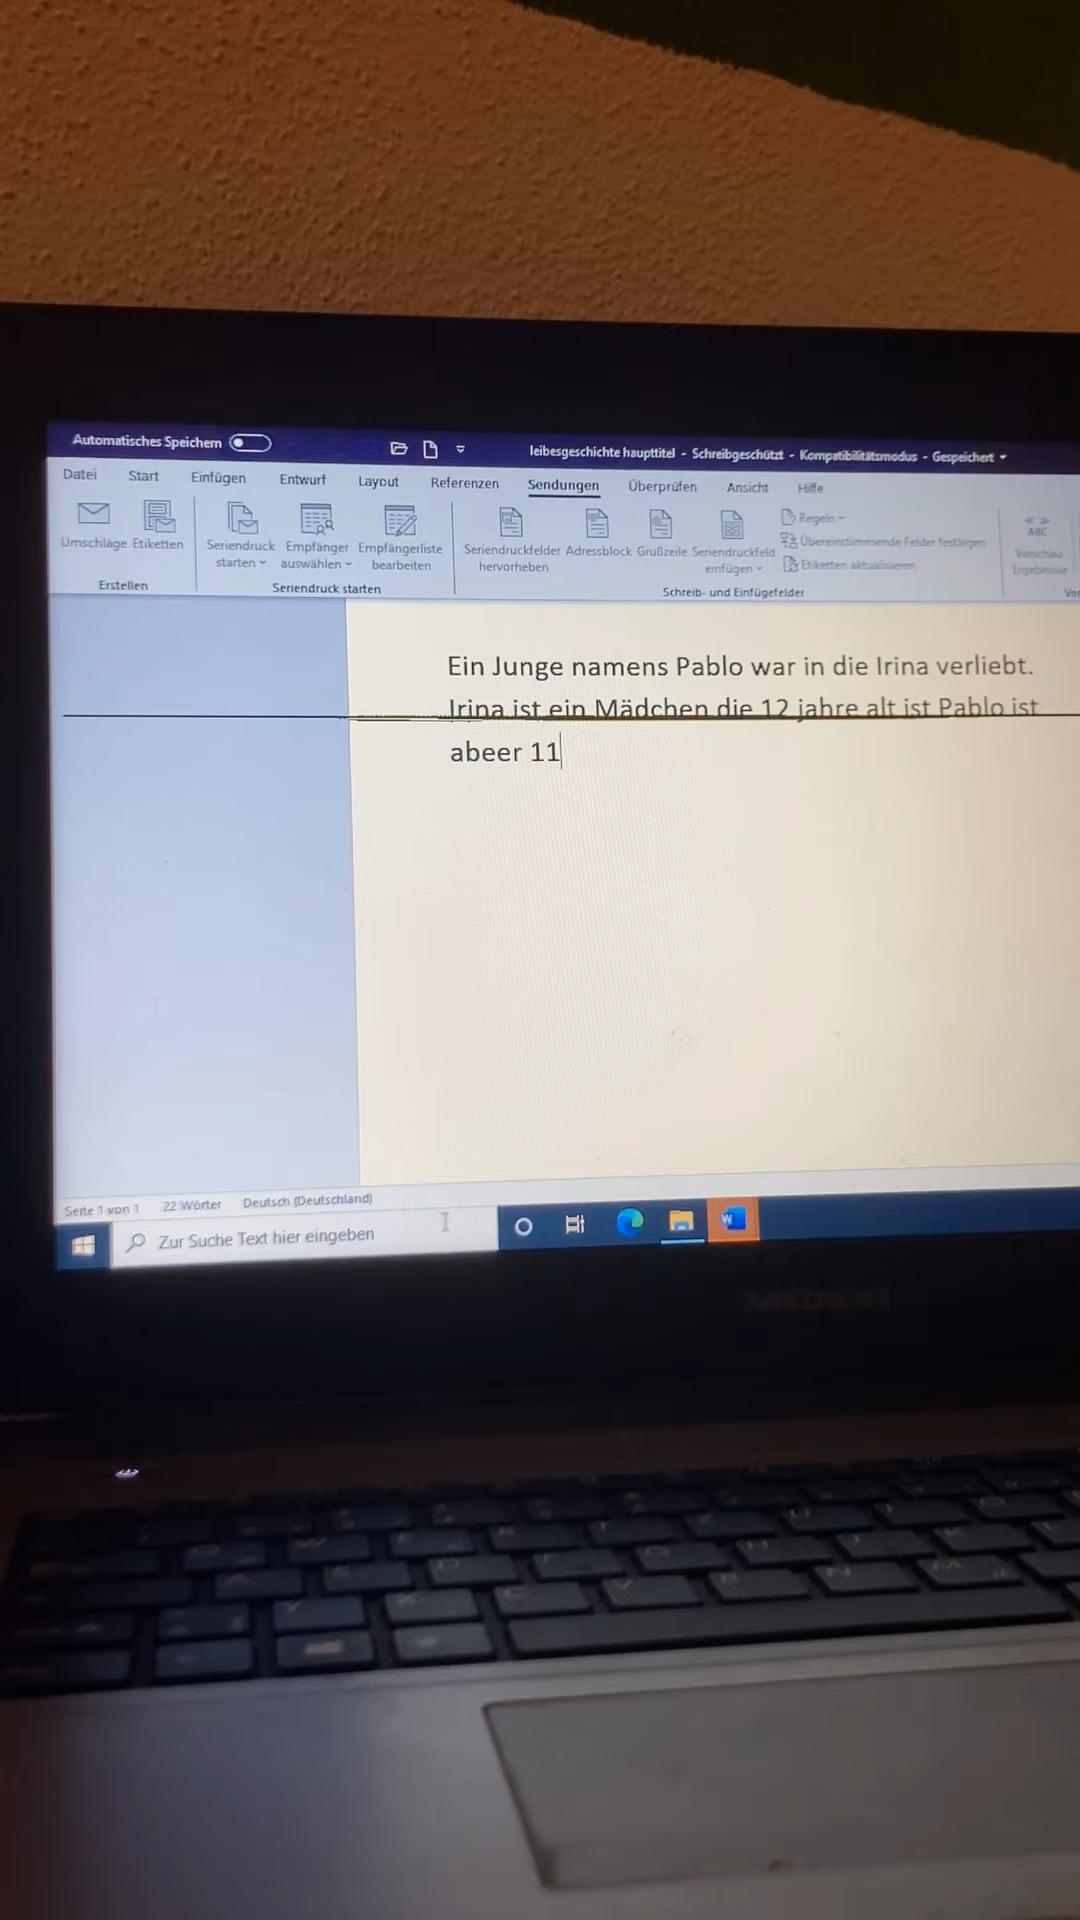 Automatisches Speichern
leibesgeschichte haupttitel - Schreibgeschützt - Kompatibilitätsmodus - Gespeichert
Datei Start Einfügen Entwurf Layout Referenzen Sendungen Überprüfen Ansicht Hilfe
Umschläge Etiketten
Erstellen
Seriendruck starten
Empfänger auswählen
Empfängerliste bearbeiten
Seriendruck starten
Seriendruckfelder hervorheben
Adressblock
Grußzeile
Seriendruckfeld einfügen
Regeln
Übereinstimmende Felder festlegen
Etiketten aktualisieren
Schreib- und Einfügefelder
ABC
Vorschau
Ergebnisse
Ein Junge namens Pablo war in die Irina verliebt.
Irina ist ein Mädchen die 12 jahre alt ist Pablo ist
abeer 11
Seite 1 von 1 22 Wörter Deutsch (Deutschland)
Zur Suche Text hier eingeben
W
MEDION